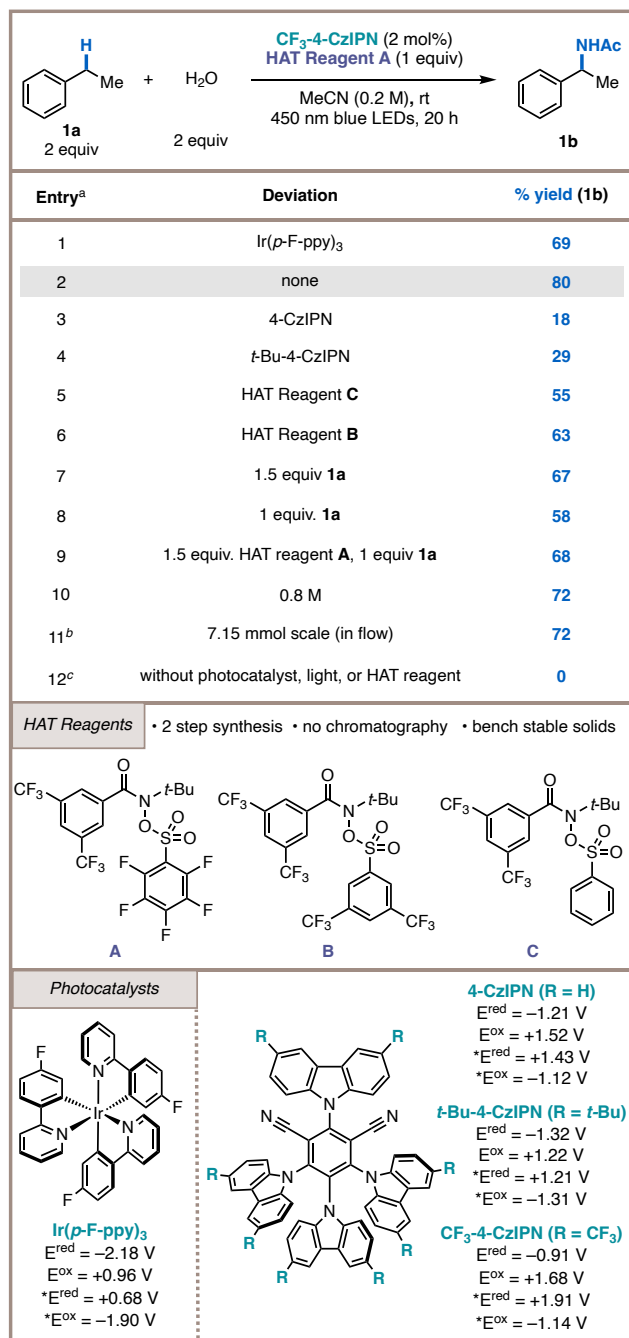 H
Me
1a
2 equiv
+
H2O
2 equiv
CF3-4-CzIPN (2 mol%)
HAT Reagent A (1 equiv)
MeCN (0.2 M), rt
450 nm blue LEDs, 20 h
NHAc
Me
1b
Entrya Deviation % yield (1b)
1 Ir(p-F-ppy)3 69
2 none 80
3 4-CzIPN 18
4 t-Bu-4-CzIPN 29
5 HAT Reagent C 55
6 HAT Reagent B 63
7 1.5 equiv 1a 67
8 1 equiv. 1a 58
9 1.5 equiv. HAT reagent A, 1 equiv 1a 68
10 0.8 M 72
11b 7.15 mmol scale (in flow) 72
12c without photocatalyst, light, or HAT reagent 0
HAT Reagents • 2 step synthesis • no chromatography • bench stable solids
O
CF3 N t-Bu
O O
S
O
CF3
F F
F F
F
A
O
CF3 N t-Bu
O O
S
O
CF3
CF3 CF3
B
O
CF3 N t-Bu
O O
S
O
CF3
C
Photocatalysts
F
N
Ir
F
N N
F
Ir(p-F-ppy)3
Ered = –2.18 V
Eox = +0.96 V
*Ered = +0.68 V
*Eox = –1.90 V
R R
N
NC CN
R N N R
N
R R
R R
4-CzIPN (R = H)
Ered = –1.21 V
Eox = +1.52 V
*Ered = +1.43 V
*Eox = –1.12 V
t-Bu-4-CzIPN (R = t-Bu)
Ered = –1.32 V
Eox = +1.22 V
*Ered = +1.21 V
*Eox = –1.31 V
CF3-4-CzIPN (R = CF3)
Ered = –0.91 V
Eox = +1.68 V
*Ered = +1.91 V
*Eox = –1.14 V